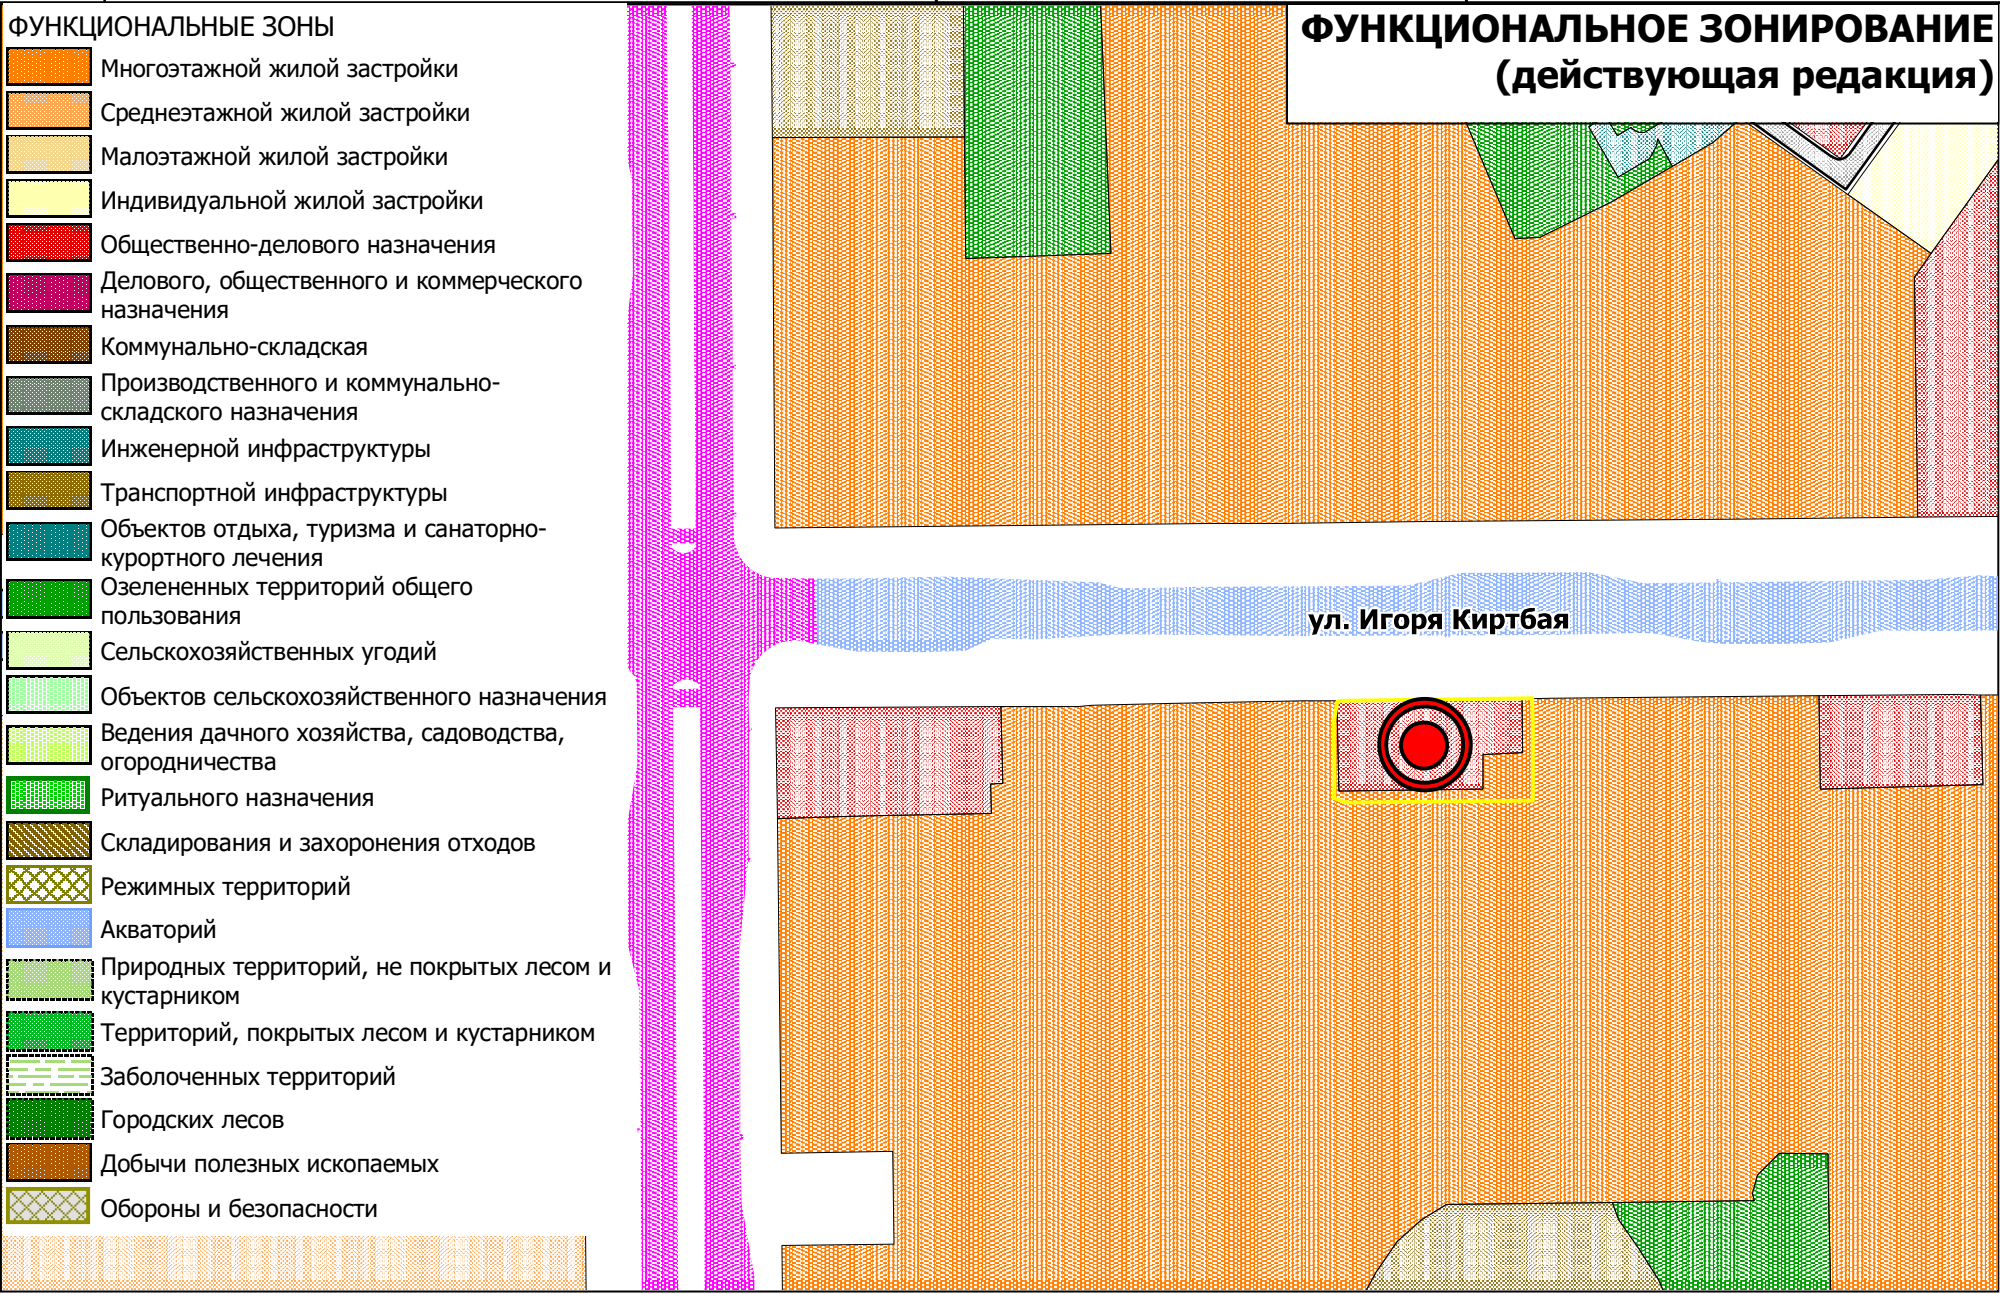 ФУНКЦИОНАЛЬНЫЕ ЗОНЫ
Многоэтажной жилой застройки
Среднеэтажной жилой застройки
Малоэтажной жилой застройки
Индивидуальной жилой застройки
Общественно-делового назначения
Делового, общественного и коммерческого
назначения
Коммунально-складская
Производственного и коммунально-
складского назначения
Инженерной инфраструктуры
Транспортной инфраструктуры
Объектов отдыха, туризма и санаторно-
курортного лечения
Озелененных территорий общего
пользования
Сельскохозяйственных угодий
Объектов сельскохозяйственного назначения
Ведения дачного хозяйства, садоводства,
огородничества
Ритуального назначения
Складирования и захоронения отходов
Режимных территорий
Акваторий
Природных территорий, не покрытых лесом и
кустарником
Территорий, покрытых лесом и кустарником
Заболоченных территорий
Городских лесов
Добычи полезных ископаемых
Обороны и безопасности
ФУНКЦИОНАЛЬНОЕ ЗОНИРОВАНИЕ
(действующая редакция)
ул. Игоря Киртбая